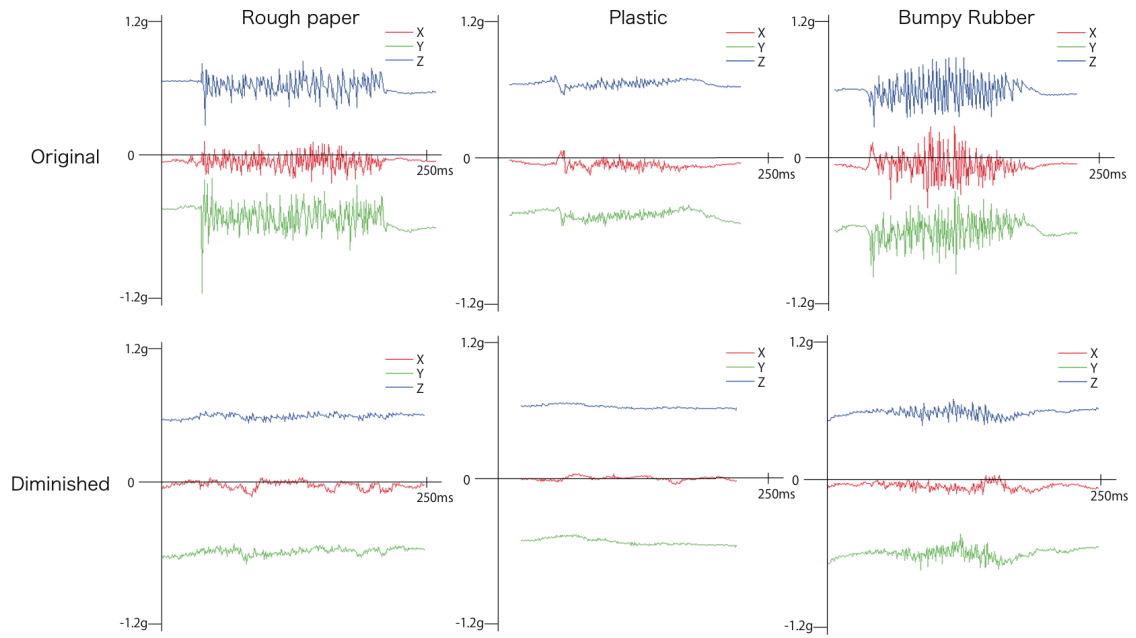 Rough paper
Plastic
Bumpy Rubber
1.2g
X
Y
Z
1.2g
X
Y
Z
1.2g
X
Y
Z
Original
0
250ms
0
250ms
0
250ms
-1.2g
-1.2g
-1.2g
1.2g
X
Y
Z
1.2g
X
Y
Z
1.2g
X
Y
Z
Diminished
0
250ms
0
250ms
0
250ms
-1.2g
-1.2g
-1.2g